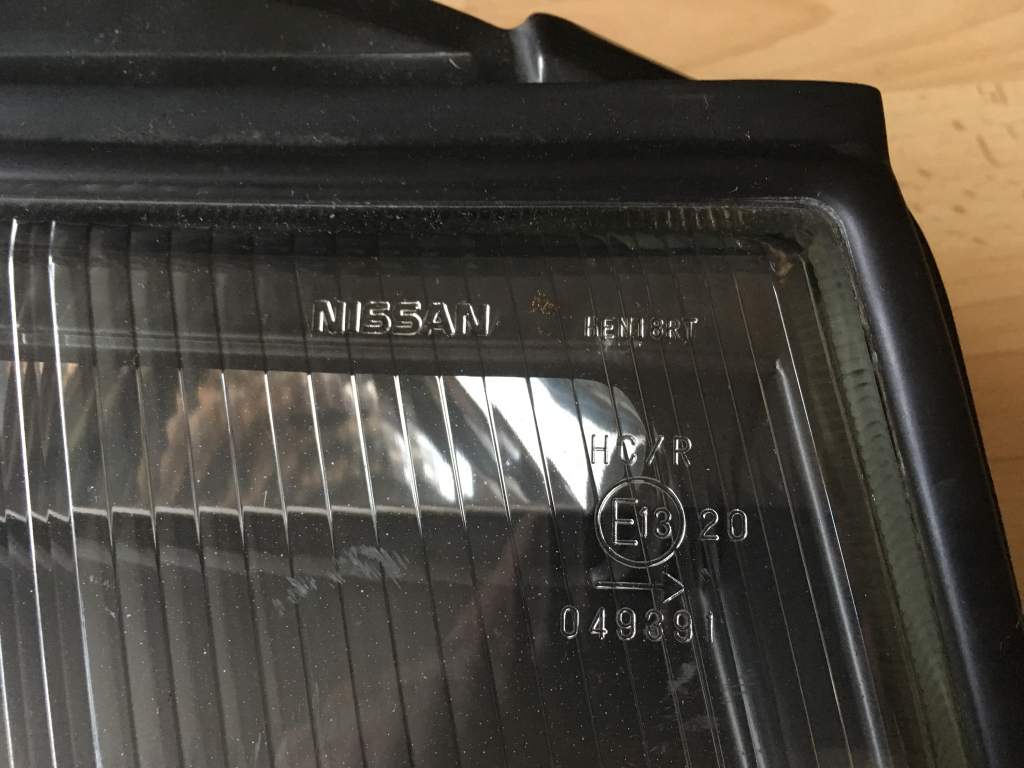 NISSAN
HEN18RT
HC/R
E13 20
→
049391